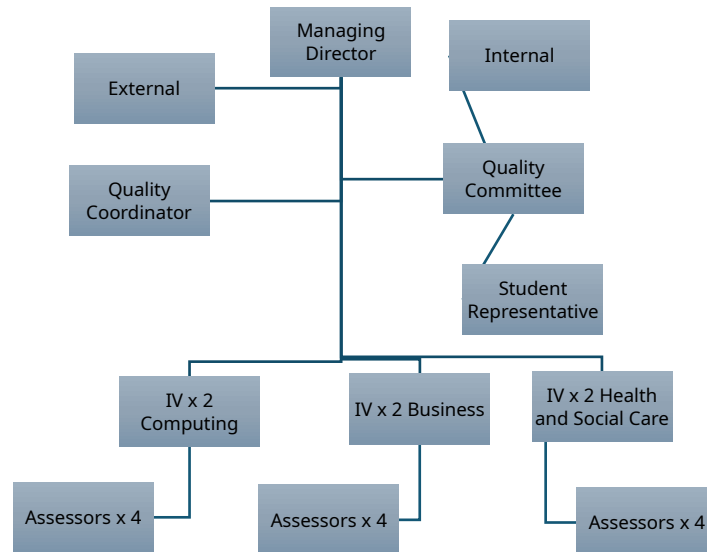 Managing
Director
Internal
External
Quality
Committee
Quality
Coordinator
Student
Representative
IV x 2
Computing
IV x 2 Business
IV x 2 Health
and Social Care
Assessors x 4
Assessors x 4
Assessors x 4